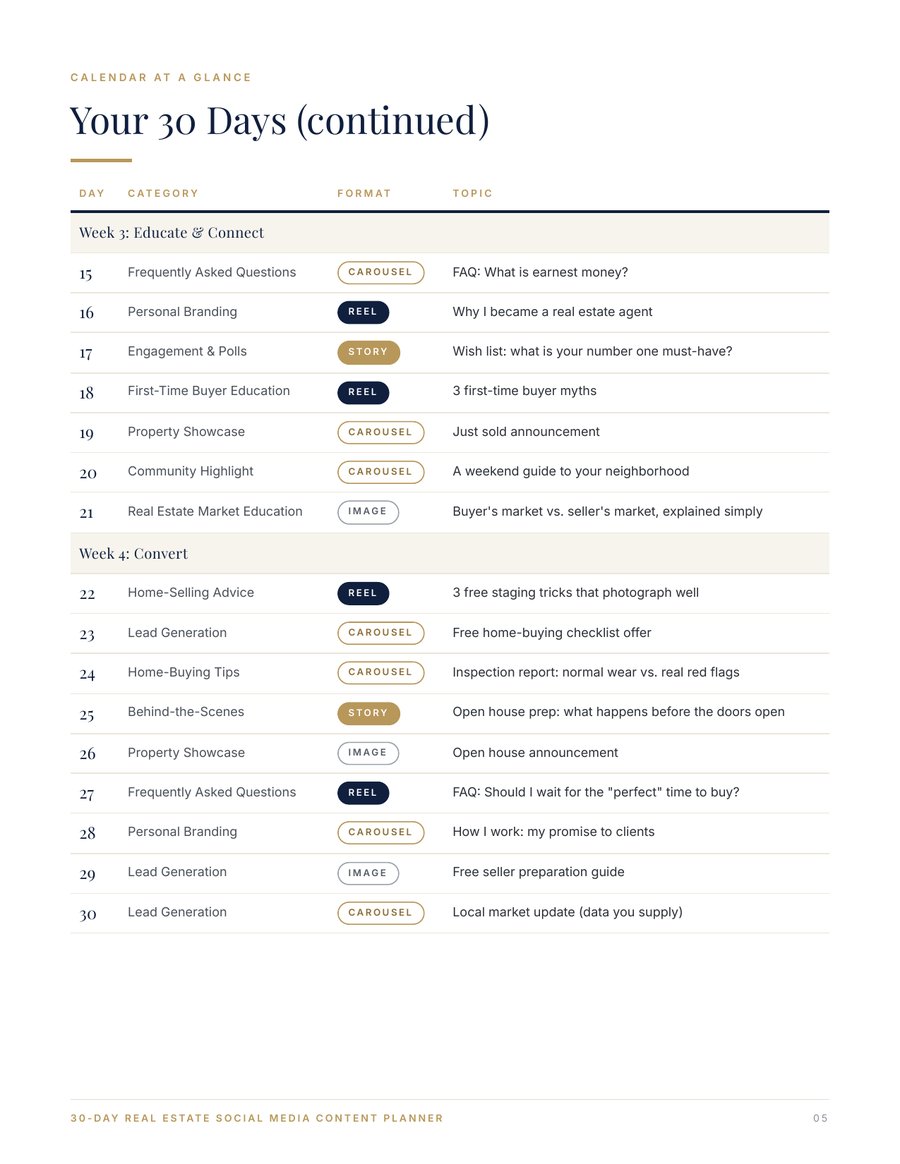 CALENDAR AT A GLANCE
Your 30 Days (continued)
DAY CATEGORY FORMAT TOPIC
Week 3: Educate & Connect
15 Frequently Asked Questions CAROUSEL FAQ: What is earnest money?
16 Personal Branding REEL Why I became a real estate agent
17 Engagement & Polls STORY Wish list: what is your number one must-have?
18 First-Time Buyer Education REEL 3 first-time buyer myths
19 Property Showcase CAROUSEL Just sold announcement
20 Community Highlight CAROUSEL A weekend guide to your neighborhood
21 Real Estate Market Education IMAGE Buyer's market vs. seller's market, explained simply
Week 4: Convert
22 Home-Selling Advice REEL 3 free staging tricks that photograph well
23 Lead Generation CAROUSEL Free home-buying checklist offer
24 Home-Buying Tips CAROUSEL Inspection report: normal wear vs. real red flags
25 Behind-the-Scenes STORY Open house prep: what happens before the doors open
26 Property Showcase IMAGE Open house announcement
27 Frequently Asked Questions REEL FAQ: Should I wait for the "perfect" time to buy?
28 Personal Branding CAROUSEL How I work: my promise to clients
29 Lead Generation IMAGE Free seller preparation guide
30 Lead Generation CAROUSEL Local market update (data you supply)
30-DAY REAL ESTATE SOCIAL MEDIA CONTENT PLANNER 05